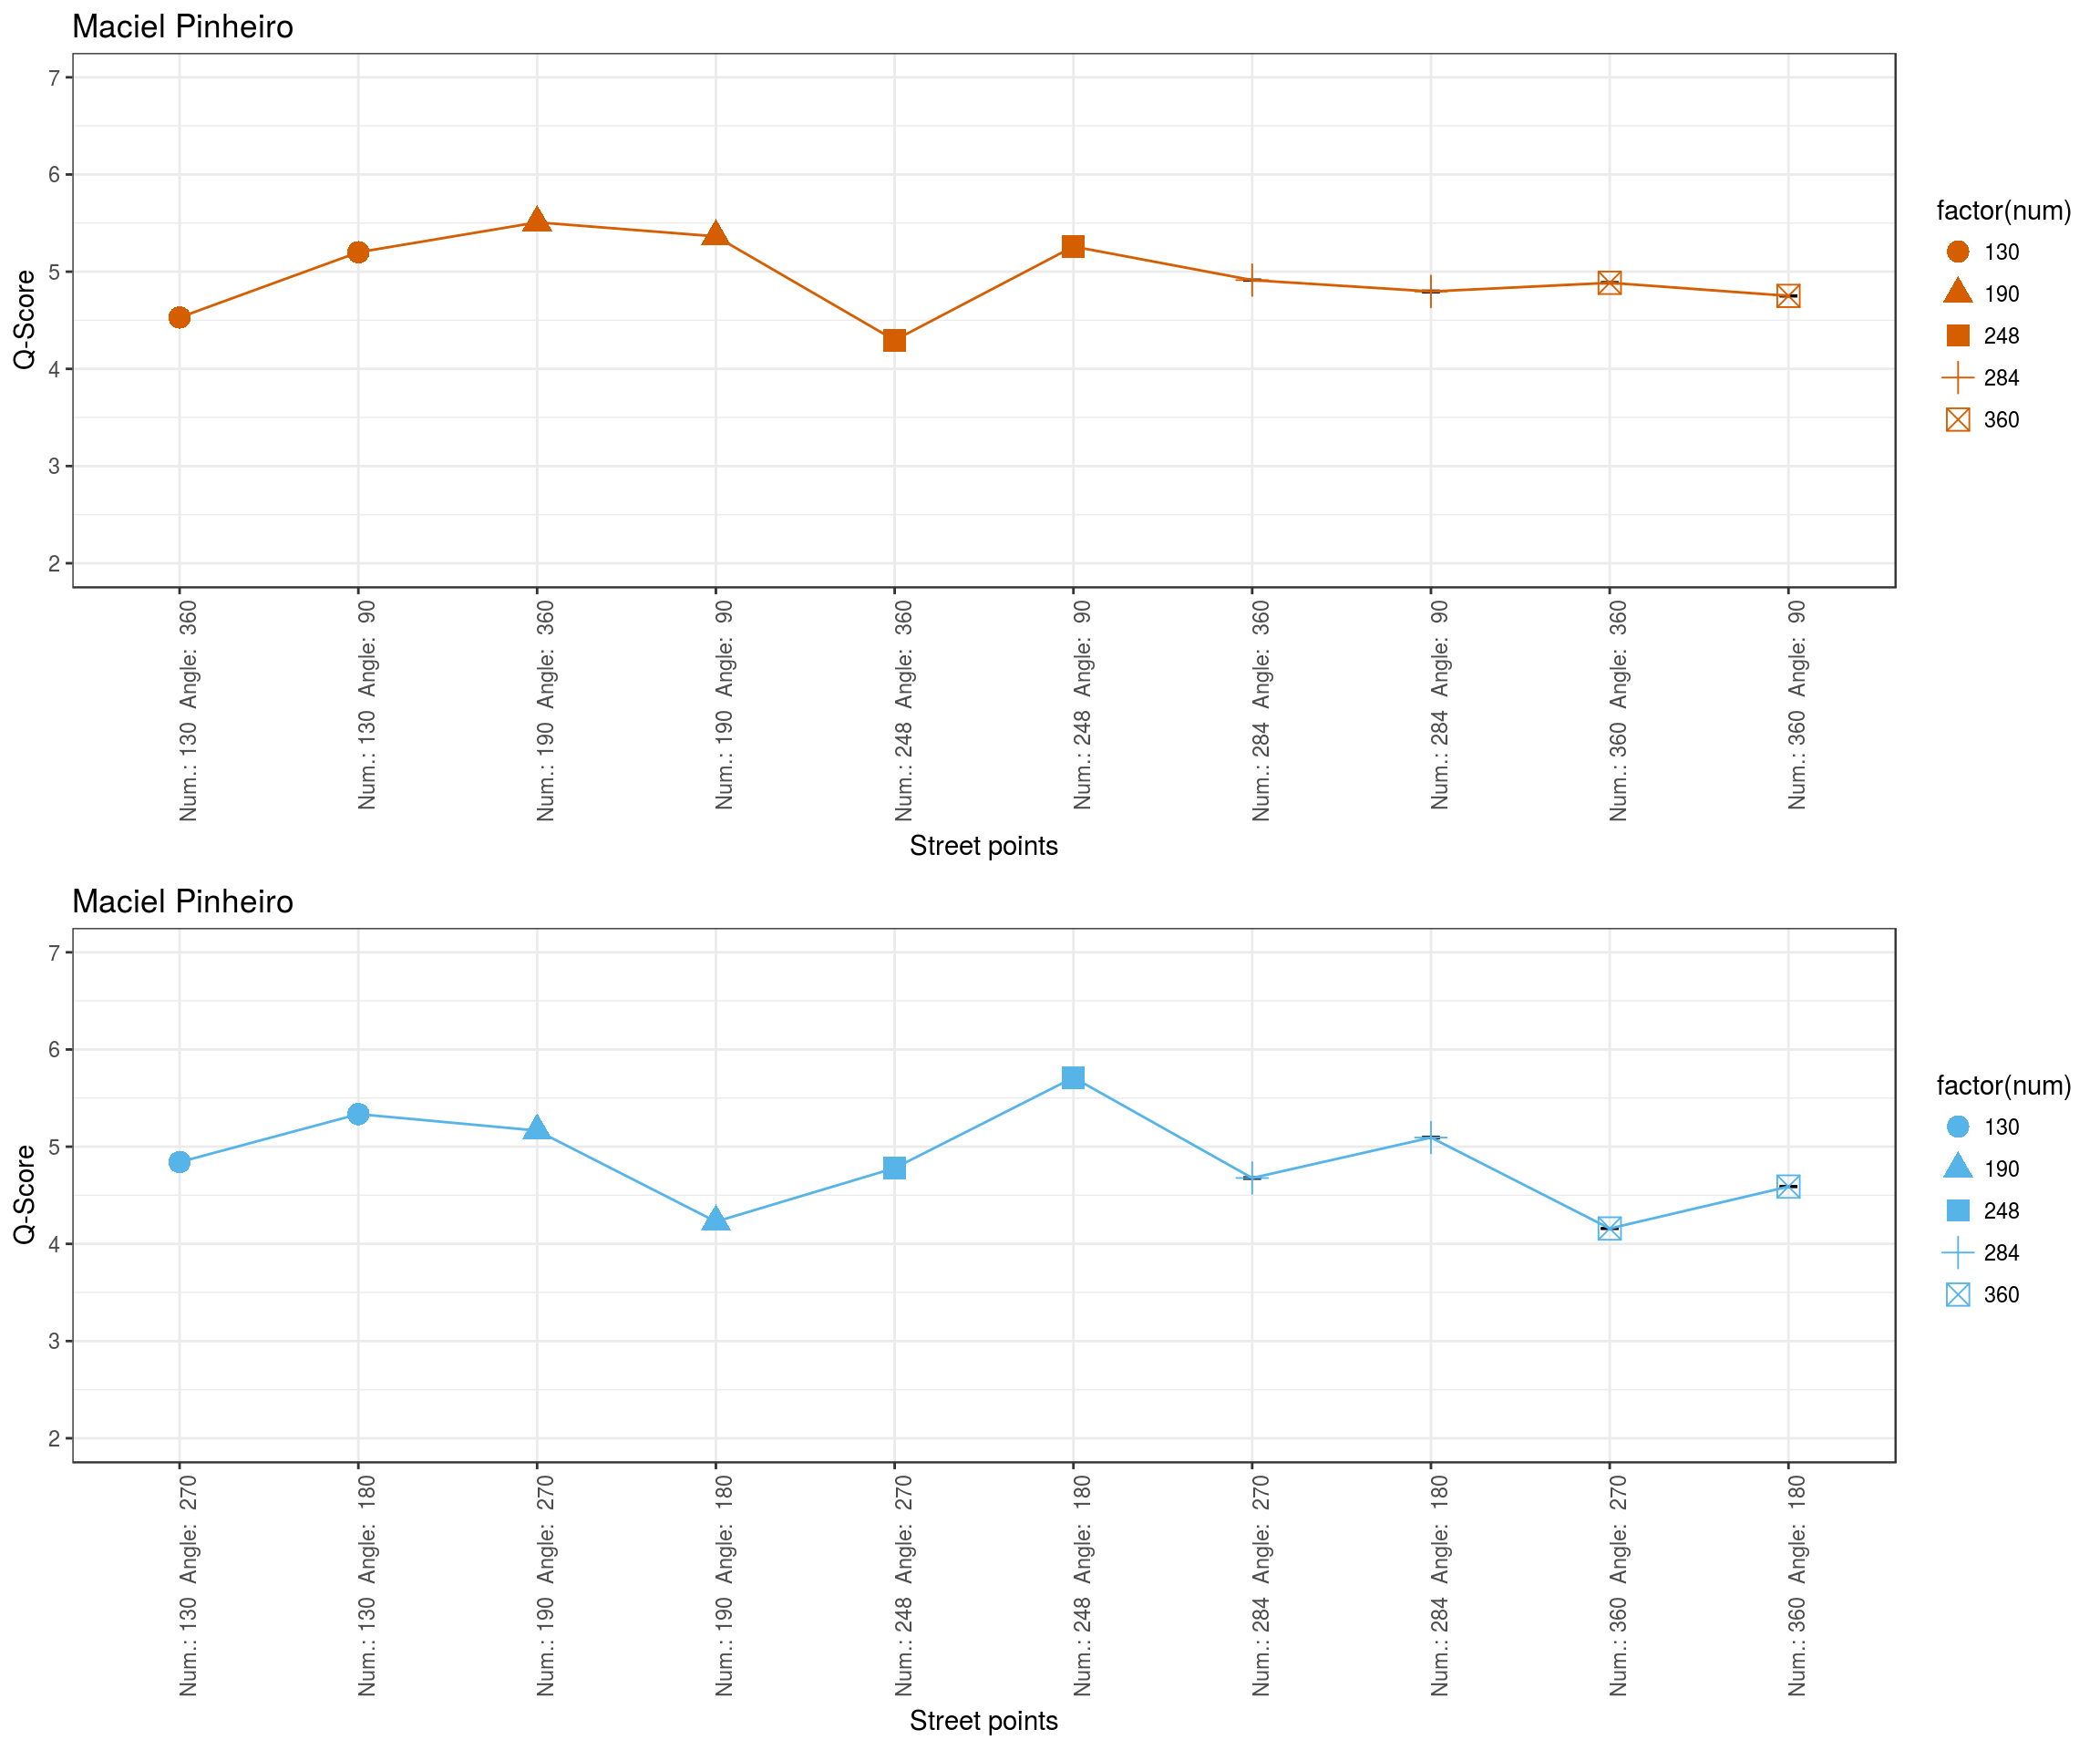 Maciel Pinheiro
7
6
5
4
3
2
Q-Score
Num.: 130 Angle: 360
Num.: 130 Angle: 90
Num.: 190 Angle: 360
Num.: 190 Angle: 90
Num.: 248 Angle: 360
Num.: 248 Angle: 90
Num.: 284 Angle: 360
Num.: 284 Angle: 90
Num.: 360 Angle: 360
Num.: 360 Angle: 90
Street points
factor(num)
130
190
248
284
360
Maciel Pinheiro
7
6
5
4
3
2
Q-Score
Num.: 130 Angle: 270
Num.: 130 Angle: 180
Num.: 190 Angle: 270
Num.: 190 Angle: 180
Num.: 248 Angle: 270
Num.: 248 Angle: 180
Num.: 284 Angle: 270
Num.: 284 Angle: 180
Num.: 360 Angle: 270
Num.: 360 Angle: 180
Street points
factor(num)
130
190
248
284
360